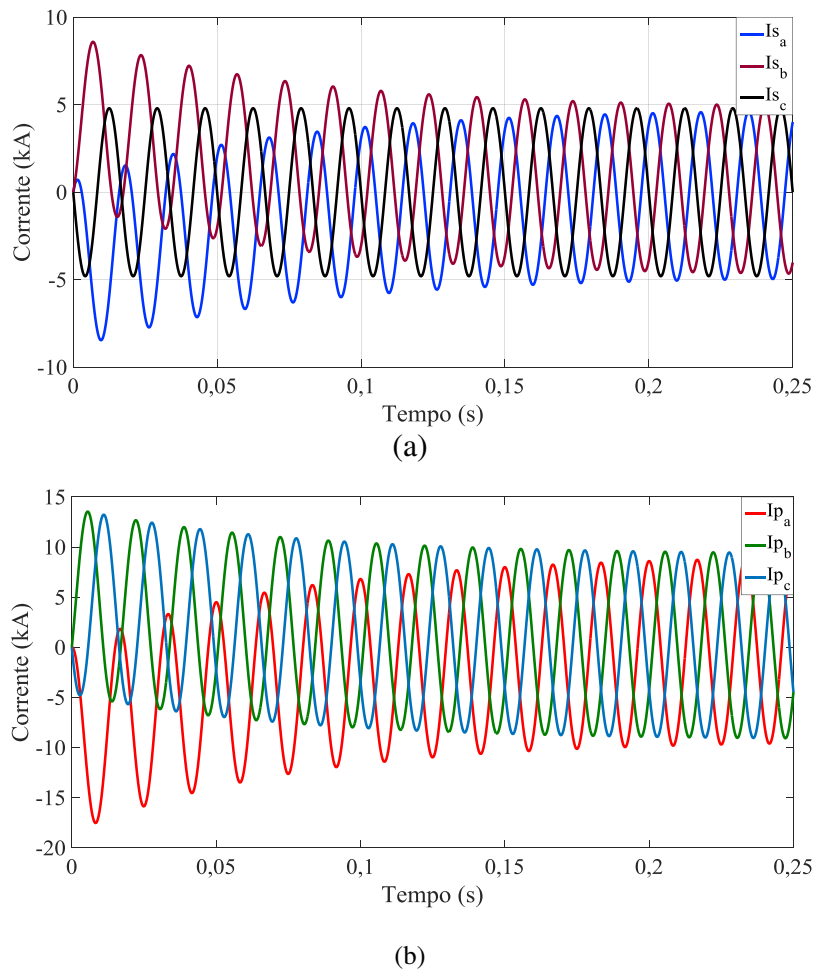 10
5
0
-5
-10
Corrente (kA)
Is_a
Is_b
Is_c
0
0,05
0,1
0,15
0,2
0,25
Tempo (s)
(a)
15
10
5
0
-5
-10
-15
-20
Corrente (kA)
Ip_a
Ip_b
Ip_c
0
0,05
0,1
0,15
0,2
0,25
Tempo (s)
(b)